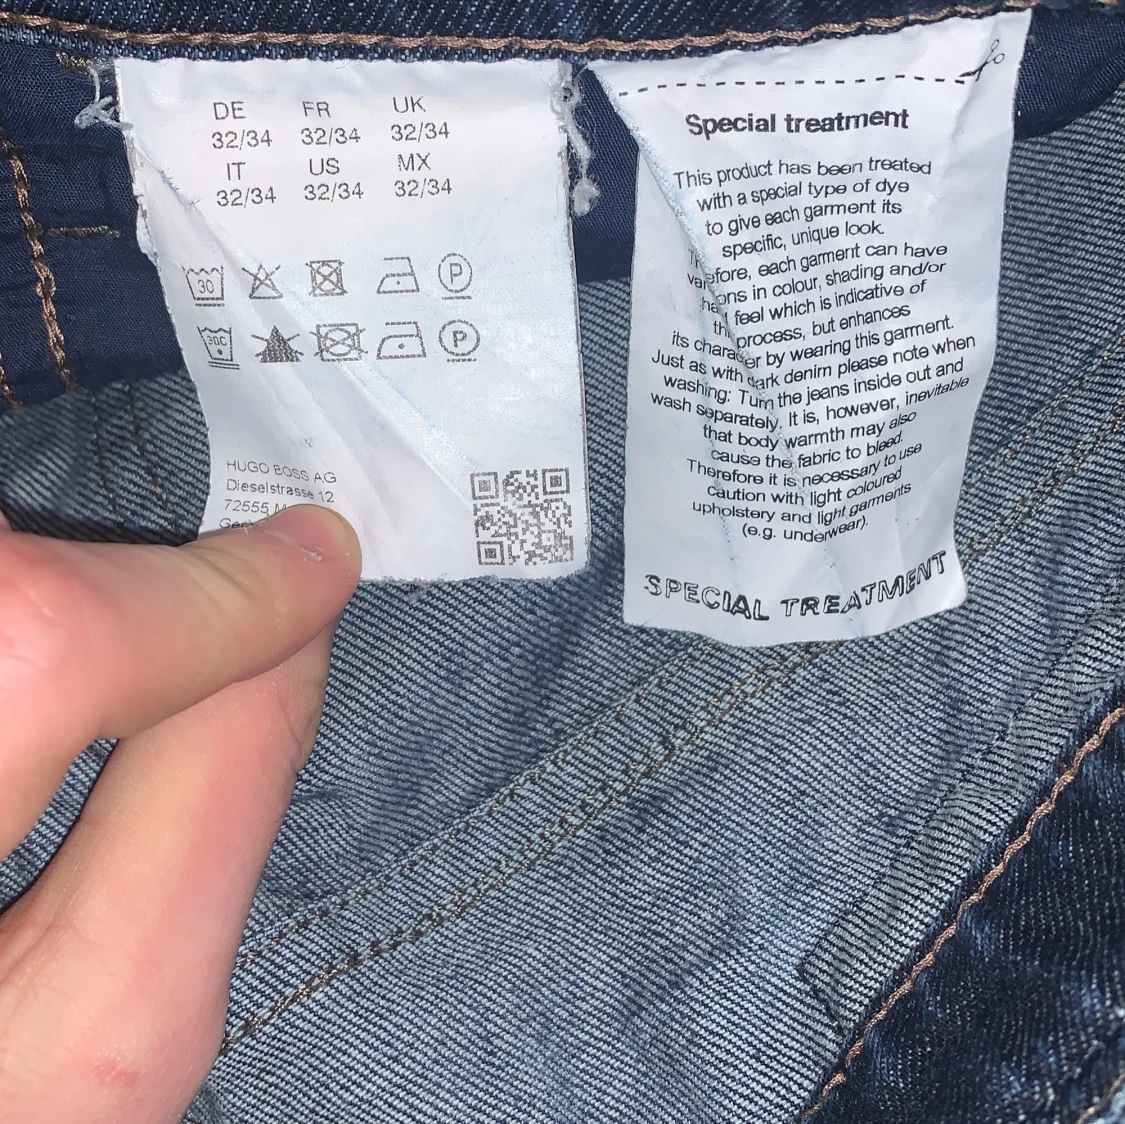 DE FR UK
32/34 32/34 32/34
IT US MX
32/34 32/34 32/34
30 P
30C P
HUGO BOSS AG
Dieselstrasse 12
72555
Special treatment
This product has been treated
with a special type of dye
to give each garment its
specific, unique look.
garment can have
in colour, shading and/or
feel which is indicative of
process, but enhances
its character by wearing this garment.
Just as with dark denim please note when
washing: Turn the jeans inside out and
wash separately. It is, however, inevitable
that body warmth may also
cause the fabric to bleed.
Therefore it is necessary to use
caution with light coloured
upholstery and light garments
(e.g. underwear).
SPECIAL TREATMENT